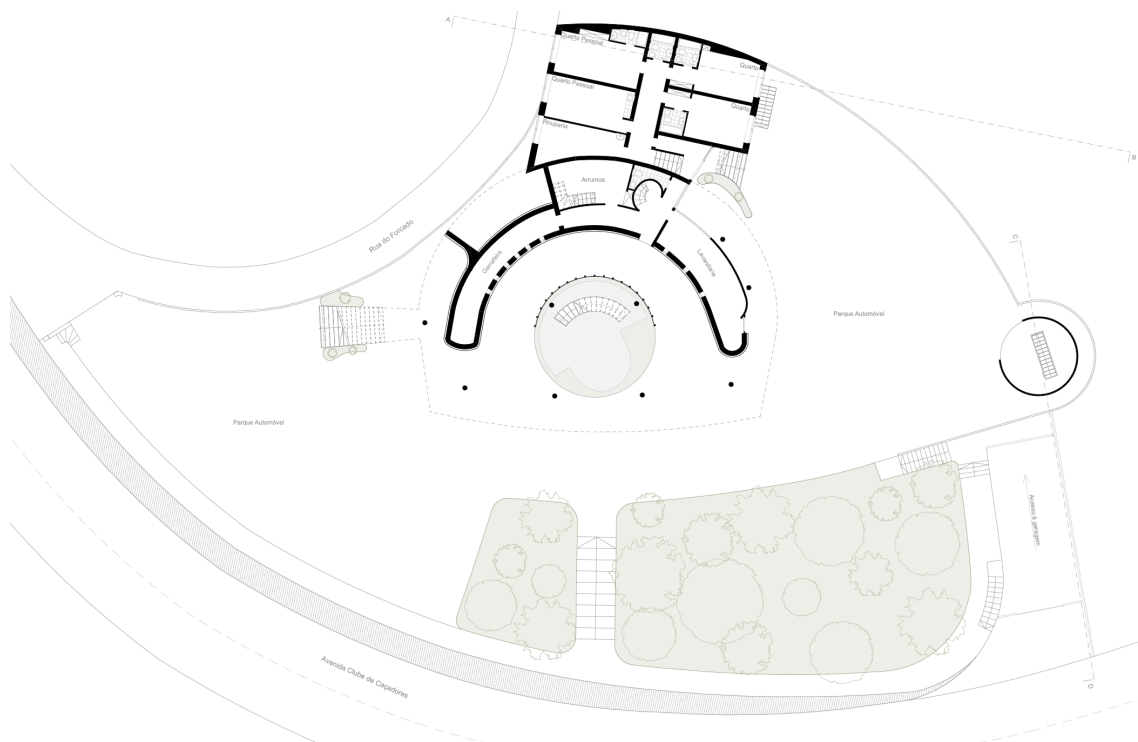 A
Quarto Pessoal
Quarto
Quarto Pessoal
Quarto
Rouparia
B
Arrumos
Rua do Forcado
C
Garrafeira
Lavandaria
Parque Automóvel
Parque Automóvel
Acesso à garagem
Avenida Clube de Caçadores
D